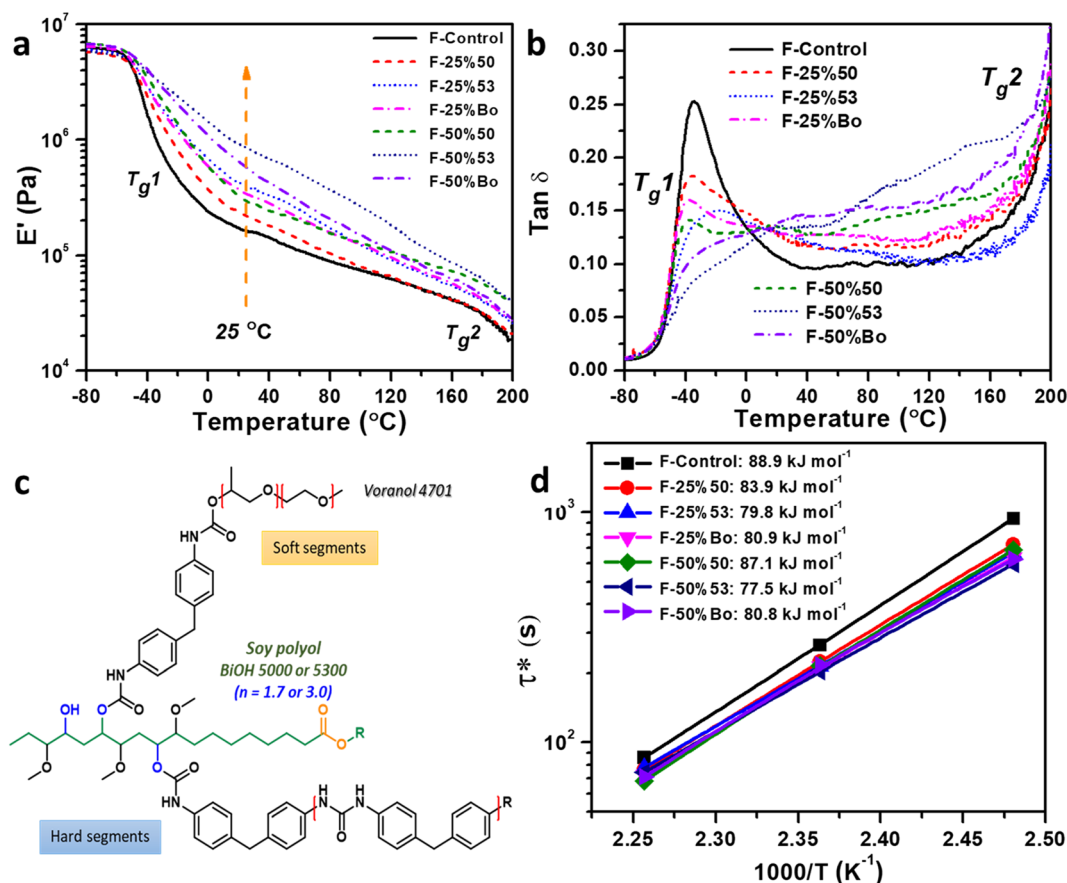 a
10⁷
10⁶
10⁵
10⁴
E' (Pa)
-80 -40 0 40 80 120 160 200
Temperature (°C)
F-Control
F-25%50
F-25%53
F-25%Bo
F-50%50
F-50%53
F-50%Bo
Tg1
25 °C
Tg2
b
0.30
0.25
0.20
0.15
0.10
0.05
0.00
Tan δ
-80 -40 0 40 80 120 160 200
Temperature (°C)
F-Control
F-25%50
F-25%53
F-25%Bo
Tg1
Tg2
F-50%50
F-50%53
F-50%Bo
c
Voranol 4701
O
O
O
O
NH
Soft segments
NH
O
O
Soy polyol
BiOH 5000 or 5300
(n = 1.7 or 3.0)
OH
O
O
O
O
O
O
R
O
O
NH
NH
NH
O
R
Hard segments
d
F-Control: 88.9 kJ mol⁻¹
F-25%50: 83.9 kJ mol⁻¹
F-25%53: 79.8 kJ mol⁻¹
F-25%Bo: 80.9 kJ mol⁻¹
F-50%50: 87.1 kJ mol⁻¹
F-50%53: 77.5 kJ mol⁻¹
F-50%Bo: 80.8 kJ mol⁻¹
10³
10²
τ* (s)
2.25 2.30 2.35 2.40 2.45 2.50
1000/T (K⁻¹)